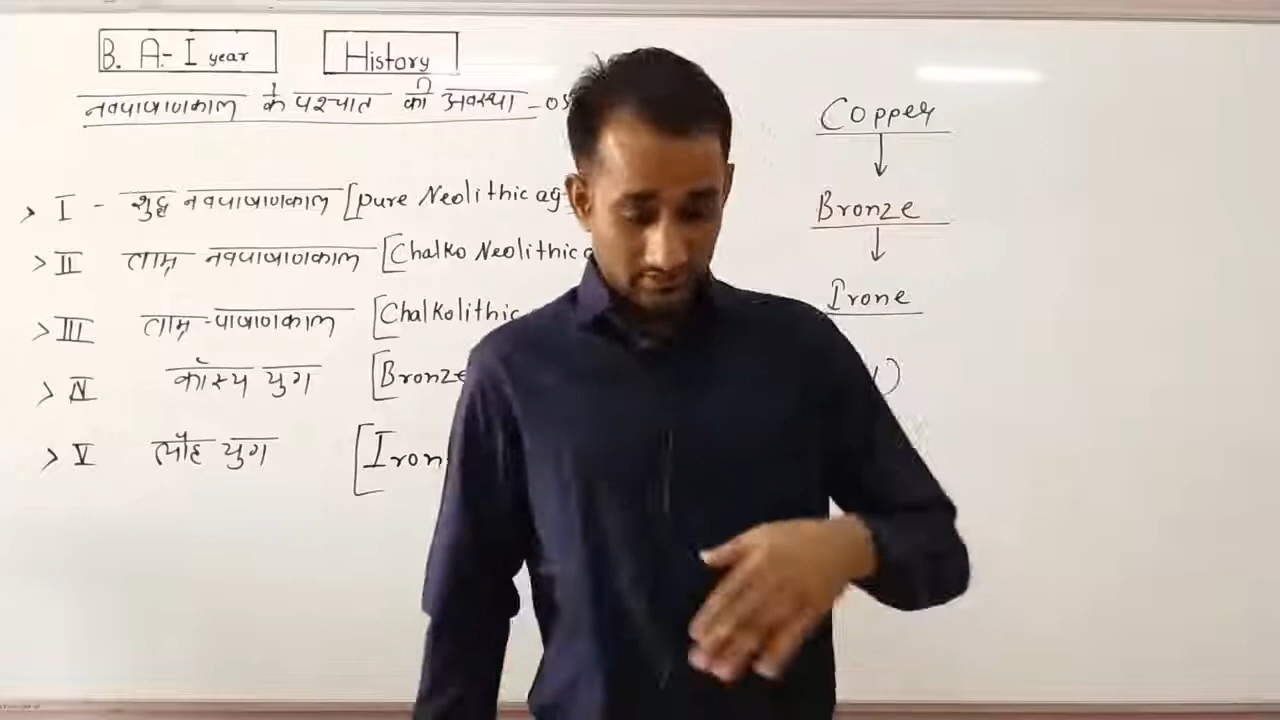 B. A.- I year
History
नवपाषाणकाल के पश्चात की अवस्था - 05
> I - शुद्ध नवपाषाणकाल [pure Neolithic ag
> II ताम्र नवपाषाणकाल [Chalko Neolithic
> III ताम्र-पाषाणकाल [Chalkolithic
> IV काँस्य युग [Bronze
> V लौह युग [Iron
Copper
Bronze
Irone